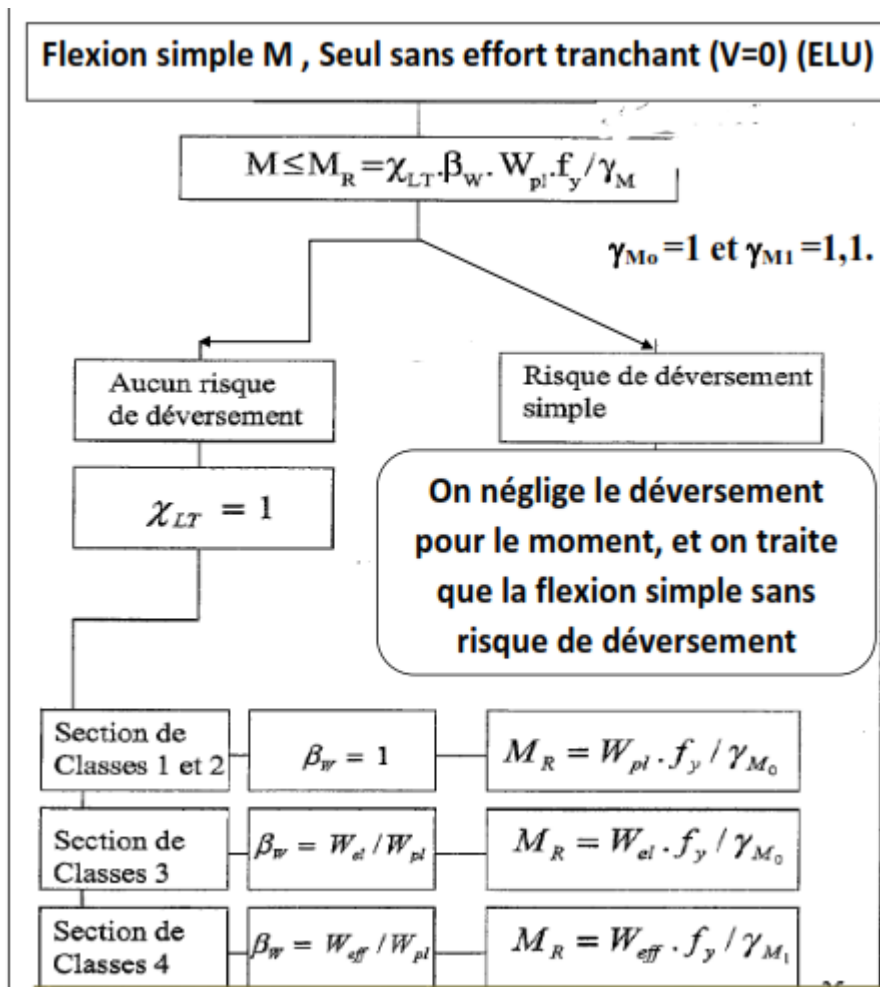 Flexion simple M , Seul sans effort tranchant (V=0) (ELU)
M≤M_R=χ_LT.β_W. W_pl.f_y/γ_M
γ_Mo =1 et γ_M1 =1,1.
Aucun risque
de déversement
Risque de déversement
simple
χ_LT = 1
On néglige le déversement
pour le moment, et on traite
que la flexion simple sans
risque de déversement
Section de
Classes 1 et 2
β_W = 1
M_R = W_pl . f_y / γ_M₀
Section de
Classes 3
β_W = W_el / W_pl
M_R = W_el . f_y / γ_M₀
Section de
Classes 4
β_W = W_eff / W_pl
M_R = W_eff . f_y / γ_M₁